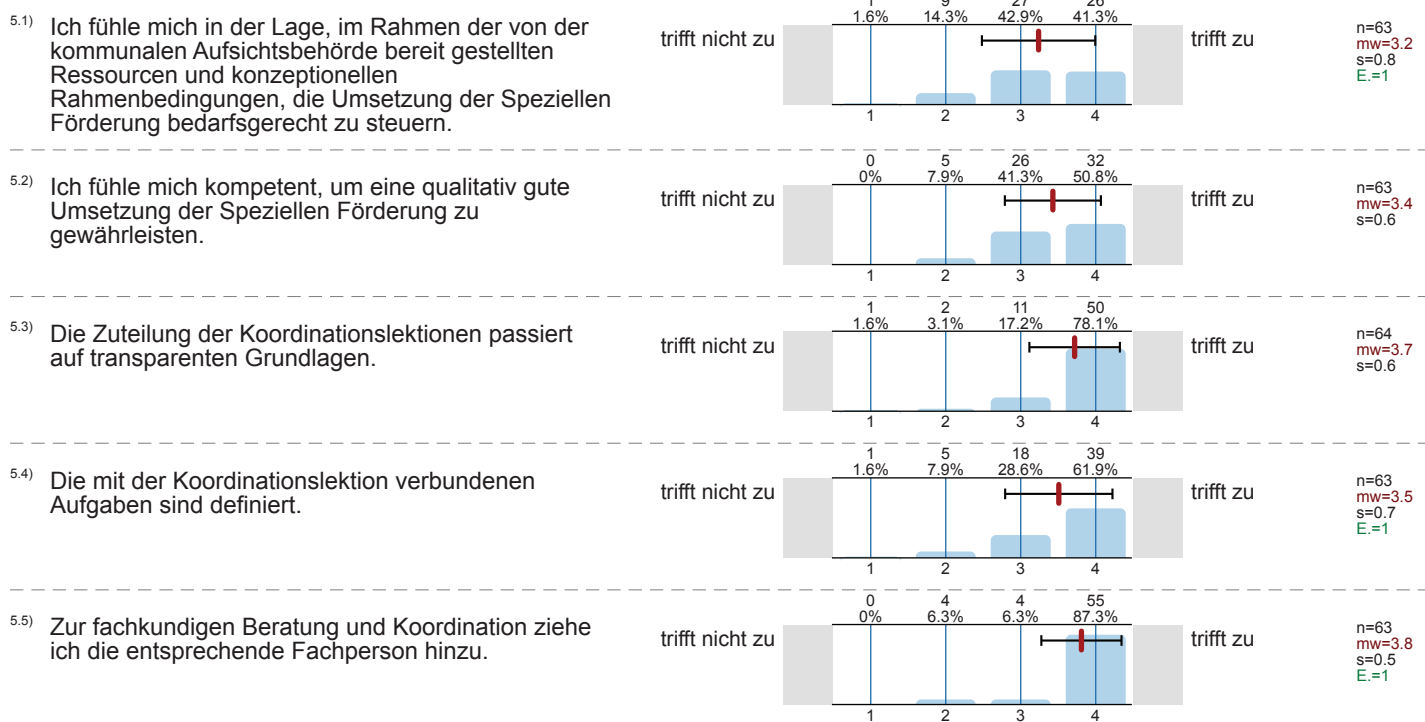 1 9 27 26
1.6% 14.3% 42.9% 41.3%
5.1) Ich fühle mich in der Lage, im Rahmen der von der
kommunalen Aufsichtsbehörde bereit gestellten
Ressourcen und konzeptionellen
Rahmenbedingungen, die Umsetzung der Speziellen
Förderung bedarfsgerecht zu steuern.
trifft nicht zu
trifft zu
n=63
mw=3.2
s=0.8
E.=1
1 2 3 4
0 5 26 32
0% 7.9% 41.3% 50.8%
5.2) Ich fühle mich kompetent, um eine qualitativ gute
Umsetzung der Speziellen Förderung zu
gewährleisten.
trifft nicht zu
trifft zu
n=63
mw=3.4
s=0.6
1 2 3 4
1 2 11 50
1.6% 3.1% 17.2% 78.1%
5.3) Die Zuteilung der Koordinationslektionen passiert
auf transparenten Grundlagen.
trifft nicht zu
trifft zu
n=64
mw=3.7
s=0.6
1 2 3 4
1 5 18 39
1.6% 7.9% 28.6% 61.9%
5.4) Die mit der Koordinationslektion verbundenen
Aufgaben sind definiert.
trifft nicht zu
trifft zu
n=63
mw=3.5
s=0.7
E.=1
1 2 3 4
0 4 4 55
0% 6.3% 6.3% 87.3%
5.5) Zur fachkundigen Beratung und Koordination ziehe
ich die entsprechende Fachperson hinzu.
trifft nicht zu
trifft zu
n=63
mw=3.8
s=0.5
E.=1
1 2 3 4